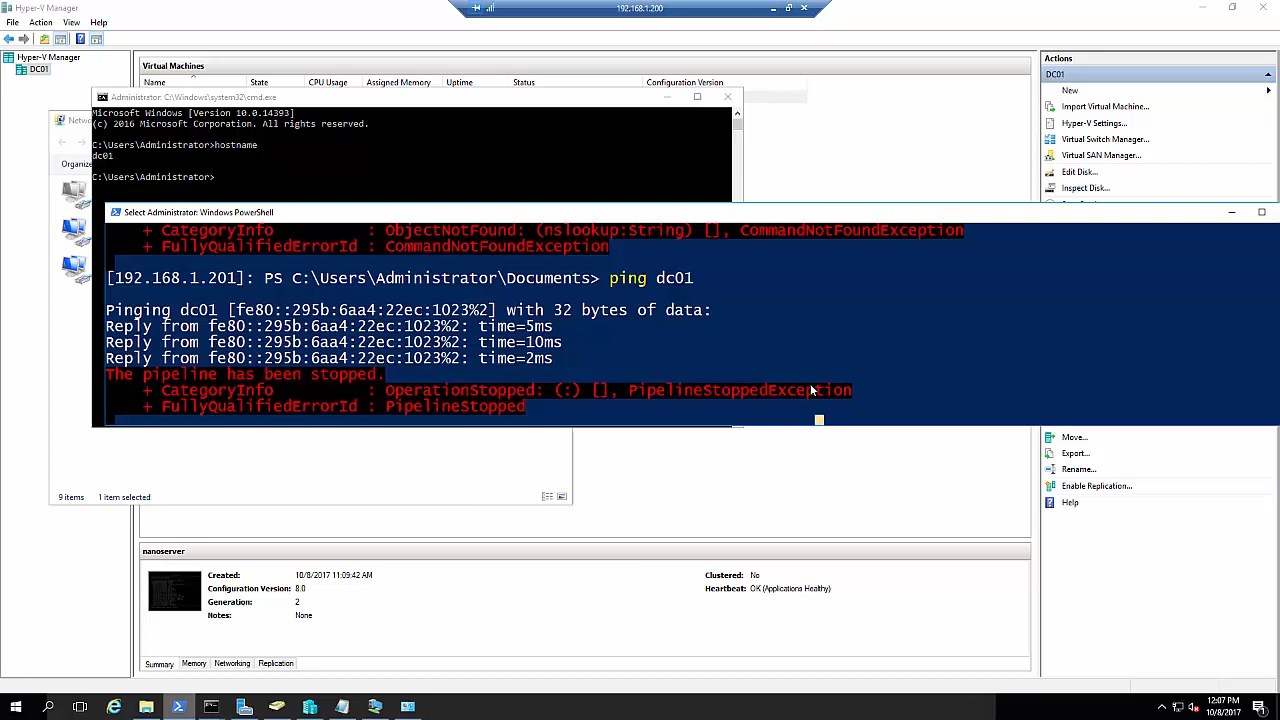 Hyper-V Manager
192.168.1.200
File Action View Help
Hyper-V Manager
DC01
Virtual Machines
Name State CPU Usage Assigned Memory Uptime Status Configuration Version
Administrator: C:\Windows\system32\cmd.exe
Microsoft Windows [Version 10.0.14393]
(c) 2016 Microsoft Corporation. All rights reserved.
C:\Users\Administrator>hostname
dc01
C:\Users\Administrator>
Organize
Select Administrator: Windows PowerShell
+ CategoryInfo : ObjectNotFound: (nslookup:String) [], CommandNotFoundException
+ FullyQualifiedErrorId : CommandNotFoundException
[192.168.1.201]: PS C:\Users\Administrator\Documents> ping dc01
Pinging dc01 [fe80::295b:6aa4:22ec:1023%2] with 32 bytes of data:
Reply from fe80::295b:6aa4:22ec:1023%2: time=5ms
Reply from fe80::295b:6aa4:22ec:1023%2: time=10ms
Reply from fe80::295b:6aa4:22ec:1023%2: time=2ms
The pipeline has been stopped.
+ CategoryInfo : OperationStopped: (:) [], PipelineStoppedException
+ FullyQualifiedErrorId : PipelineStopped
9 items 1 item selected
nanoserver
Created: 10/8/2017 11:09:42 AM
Configuration Version: 8.0
Generation: 2
Notes: None
Clustered: No
Heartbeat: OK (Applications Healthy)
Summary Memory Networking Replication
Actions
DC01
New
Import Virtual Machine...
Hyper-V Settings...
Virtual Switch Manager...
Virtual SAN Manager...
Edit Disk...
Inspect Disk...
Move...
Export...
Rename...
Enable Replication...
Help
12:07 PM
10/8/2017